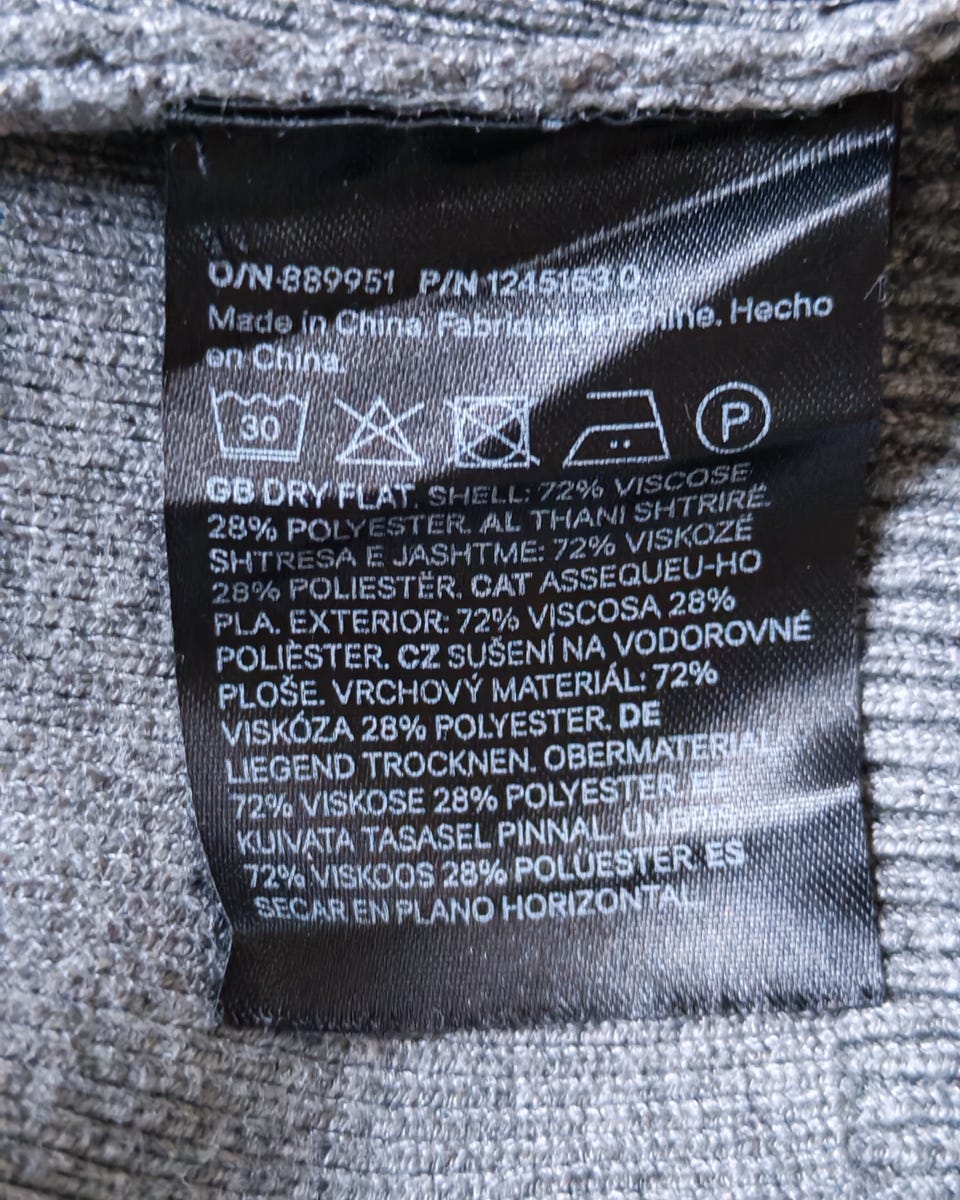 O/N 889951 P/N 1245153 0
Made in China. Fabriqué en Chine. Hecho
en China.
30
P
GB DRY FLAT. SHELL: 72% VISCOSE
28% POLYESTER. AL THANI SHTRIRË.
SHTRESA E JASHTME: 72% VISKOZË
28% POLIESTËR. CAT ASSEQUEU-HO
PLA. EXTERIOR: 72% VISCOSA 28%
POLIÈSTER. CZ SUŠENÍ NA VODOROVNÉ
PLOŠE. VRCHOVÝ MATERIÁL: 72%
VISKÓZA 28% POLYESTER. DE
LIEGEND TROCKNEN. OBERMATERIAL:
72% VISKOSE 28% POLYESTER. EE
KUIVATA TASASEL PINNAL. ÜMBRIS:
72% VISKOOS 28% POLÜESTER. ES
SECAR EN PLANO HORIZONTAL.